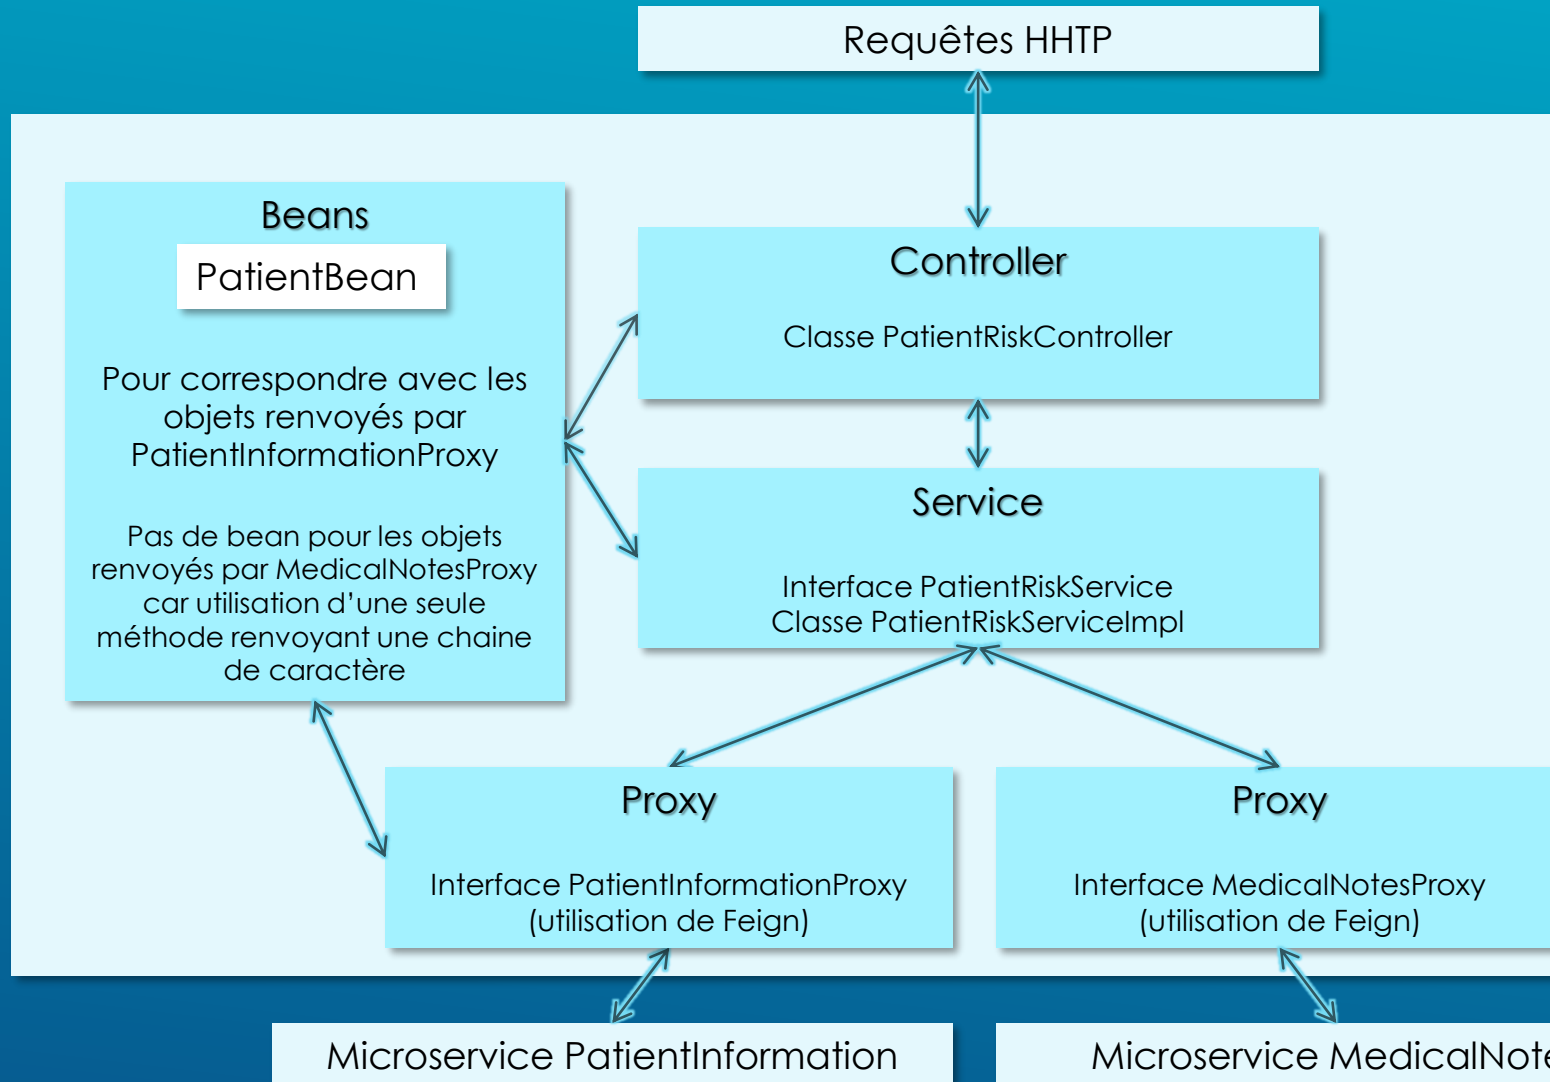 Requêtes HHTP
Beans
PatientBean
Pour correspondre avec les
objets renvoyés par
PatientInformationProxy
Pas de bean pour les objets
renvoyés par MedicalNotesProxy
car utilisation d’une seule
méthode renvoyant une chaine
de caractère
Controller
Classe PatientRiskController
Service
Interface PatientRiskService
Classe PatientRiskServiceImpl
Proxy
Interface PatientInformationProxy
(utilisation de Feign)
Proxy
Interface MedicalNotesProxy
(utilisation de Feign)
Microservice PatientInformation
Microservice MedicalNote